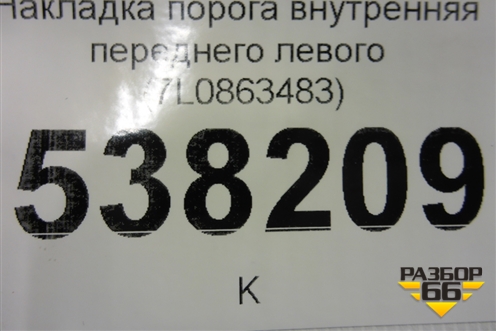 Накладка порога внутренняя
переднего левого
(7L0863483)
538209
К
РАЗБОР
66